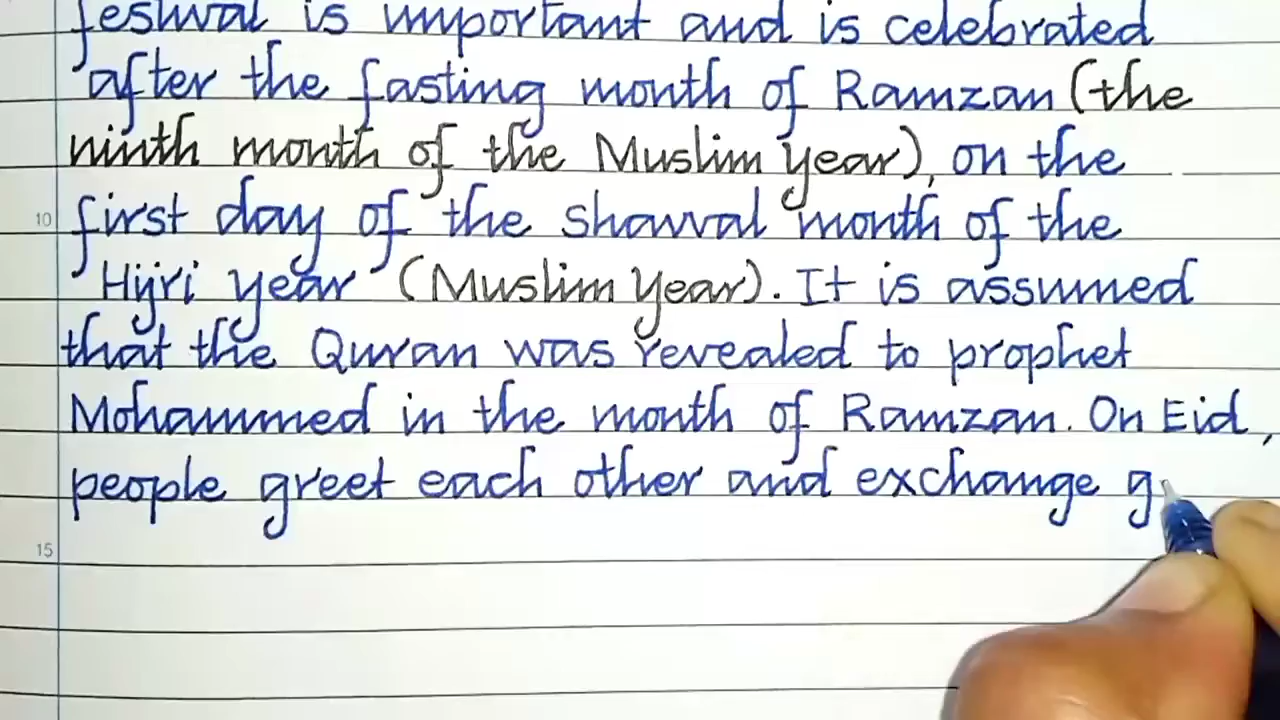 festival is important and is celebrated
after the fasting month of Ramzan (the
ninth month of the Muslim year), on the
10 first day of the shawal month of the
Hijri year (Muslim Year). It is assumed
that the Quran was revealed to prophet
Mohammed in the month of Ramzan. On Eid,
people greet each other and exchange g
15